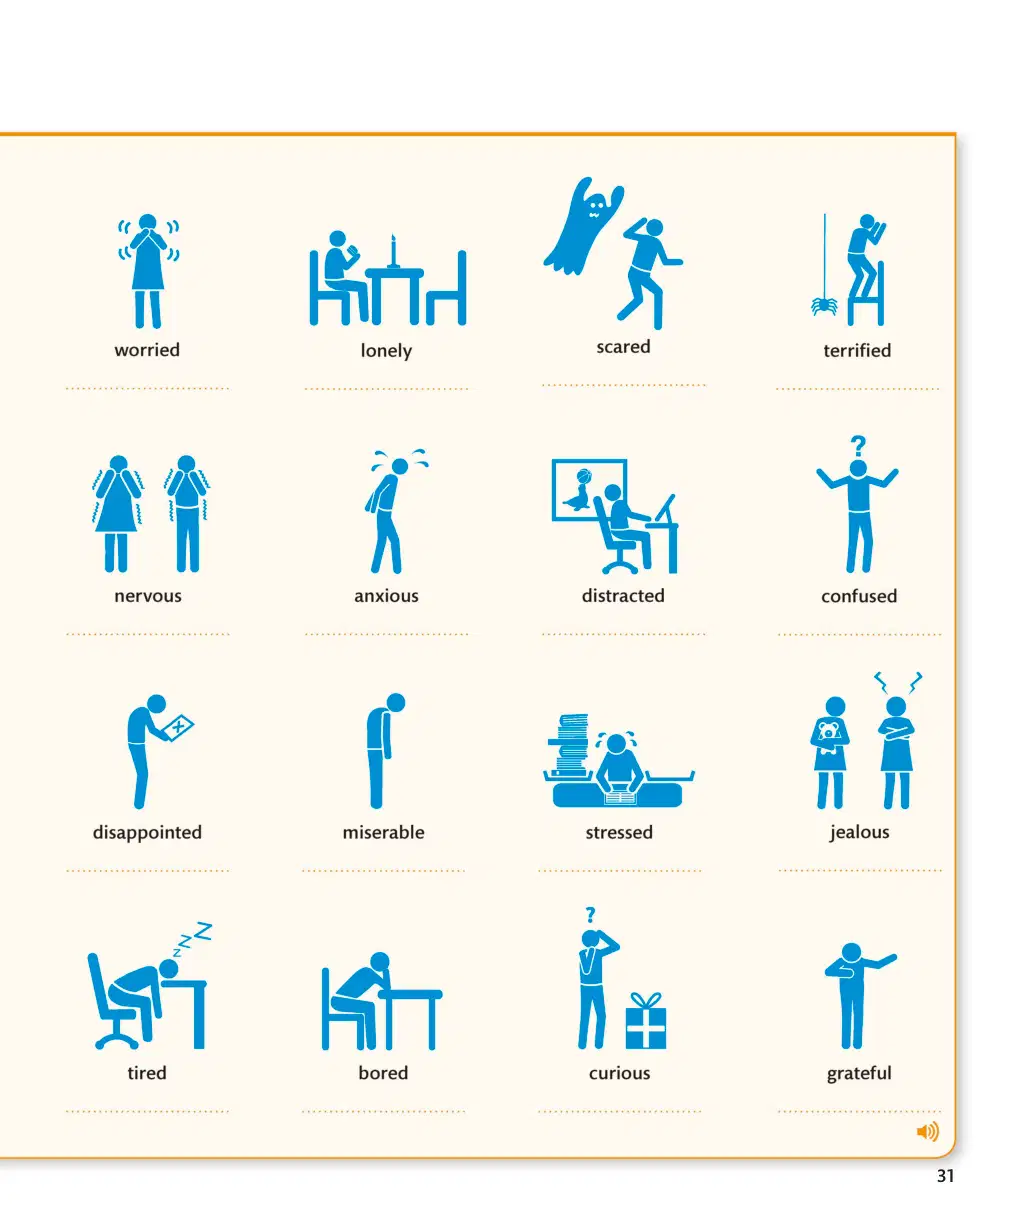 worried
lonely
scared
terrified
?
nervous
anxious
distracted
confused
disappointed
miserable
stressed
jealous
z z Z
?
tired
bored
curious
grateful
31